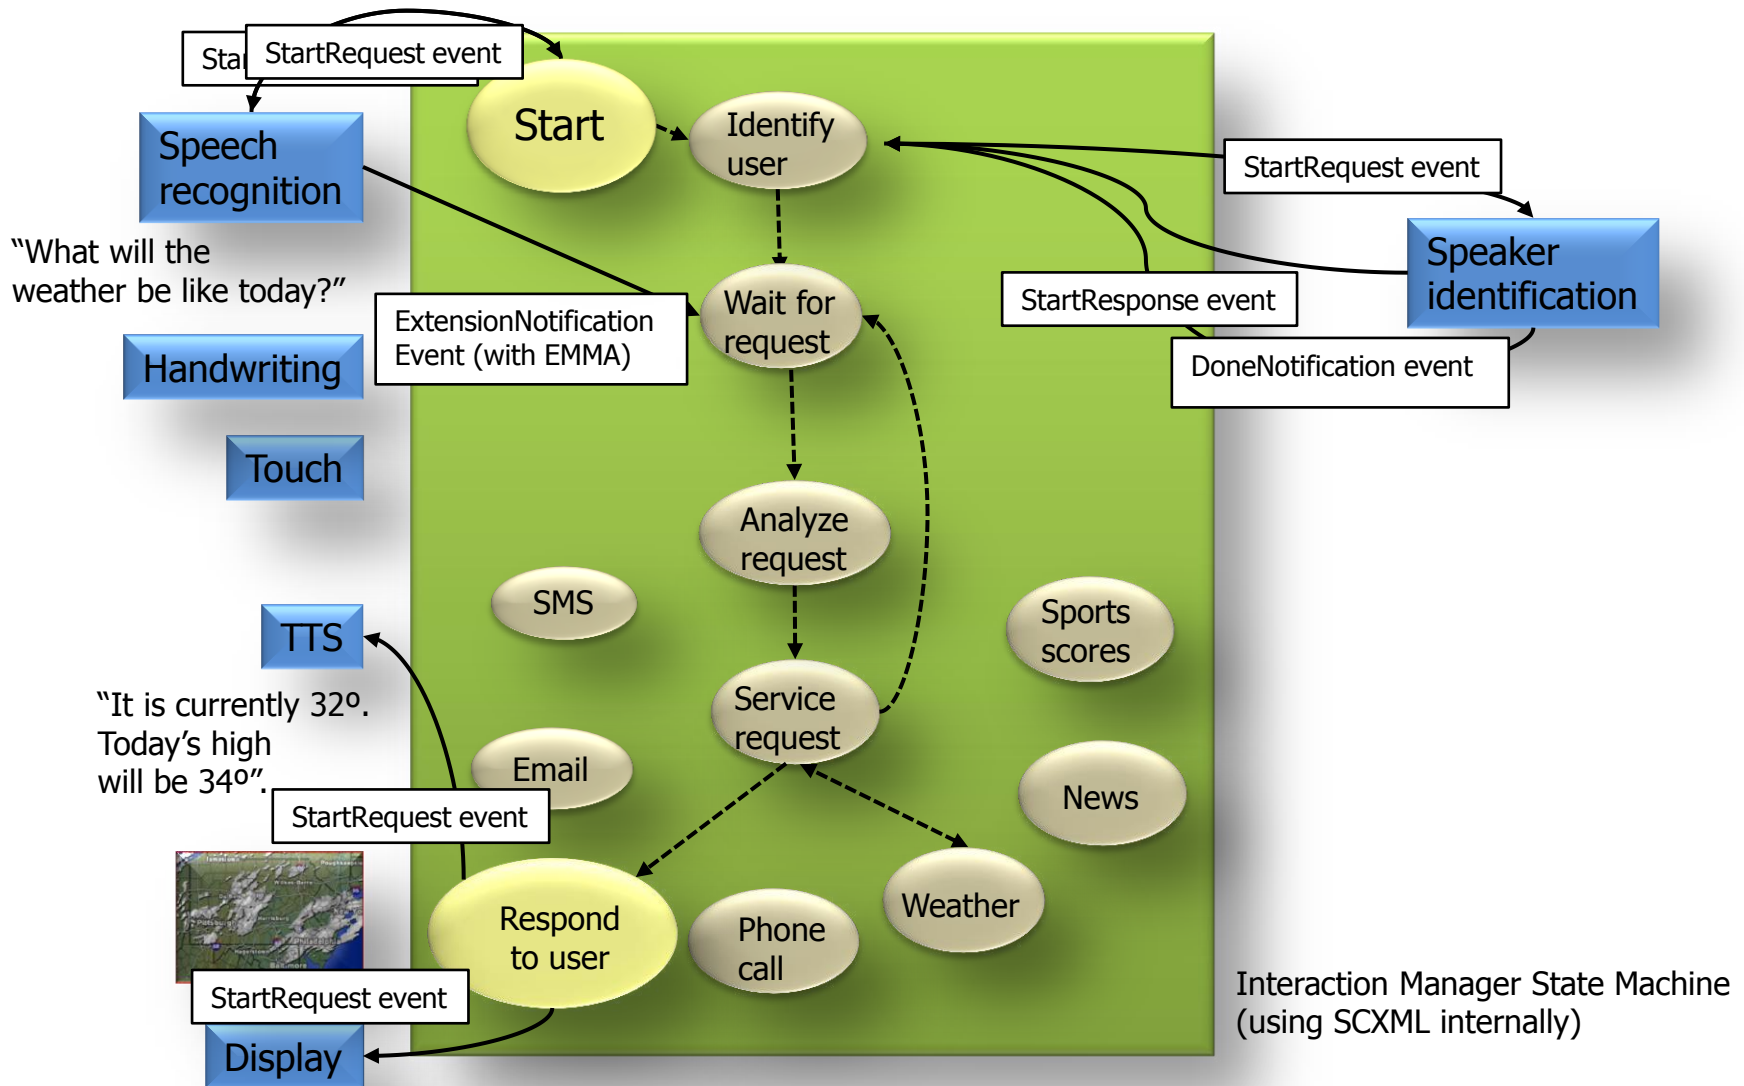 StartRequest event
Star
Start
Identify
user
Speech
recognition
StartRequest event
"What will the
weather be like today?"
Speaker
identification
Wait for
request
StartResponse event
ExtensionNotification
Event (with EMMA)
Handwriting
DoneNotification event
Touch
Analyze
request
SMS
Sports
scores
TTS
Service
request
"It is currently 32º.
Today's high
will be 34º".
Email
News
StartRequest event
Weather
Respond
to user
Phone
call
StartRequest event
Interaction Manager State Machine
(using SCXML internally)
Display